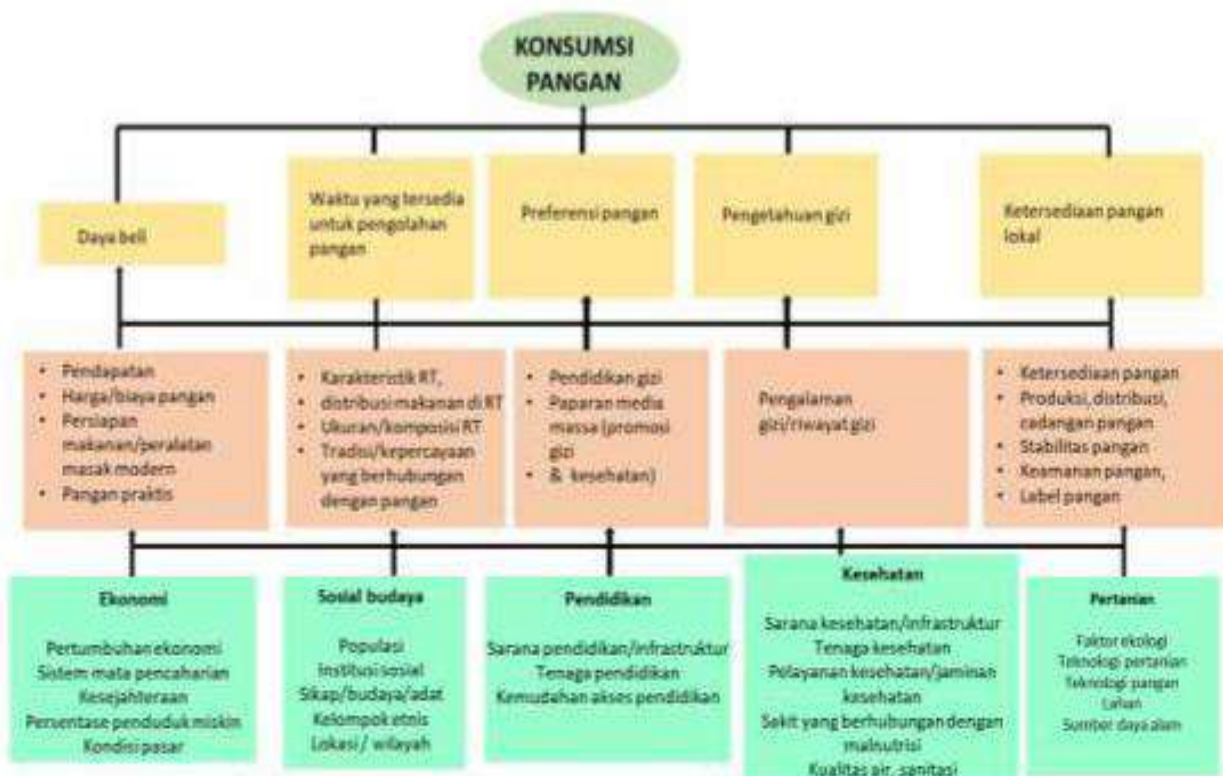 KONSUMSI
PANGAN
Daya beli
Waktu yang tersedia
untuk pengolahan
pangan
Preferensi pangan
Pengetahuan gizi
Ketersediaan pangan
lokal
• Pendapatan
• Harga/biaya pangan
• Persiapan
makanan/peralatan
masak modern
• Pangan praktis
• Karakteristik RT,
• distribusi makanan di RT
• Ukuran/komposisi RT
• Tradisi/kepercayaan
yang berhubungan
dengan pangan
• Pendidikan gizi
• Paparan media
massa (promosi
gizi
• & kesehatan)
Pengalaman
gizi/riwayat gizi
• Ketersediaan pangan
• Produksi, distribusi,
cadangan pangan
• Stabilitas pangan
• Keamanan pangan,
• Label pangan
Ekonomi
Pertumbuhan ekonomi
Sistem mata pencaharian
Kesejahteraan
Persentase penduduk miskin
Kondisi pasar
Sosial budaya
Populasi
Institusi sosial
Sikap/budaya/adat
Kelompok etnis
Lokasi / wilayah
Pendidikan
Sarana pendidikan/infrastruktur
Tenaga pendidikan
Kemudahan akses pendidikan
Kesehatan
Sarana kesehatan/infrastruktur
Tenaga kesehatan
Pelayanan kesehatan/jaminan
kesehatan
Sakit yang berhubungan dengan
malnutrisi
Kualitas air, sanitasi
Pertanian
Faktor ekologi
Teknologi pertanian
Teknologi pangan
Lahan
Sumber daya alam